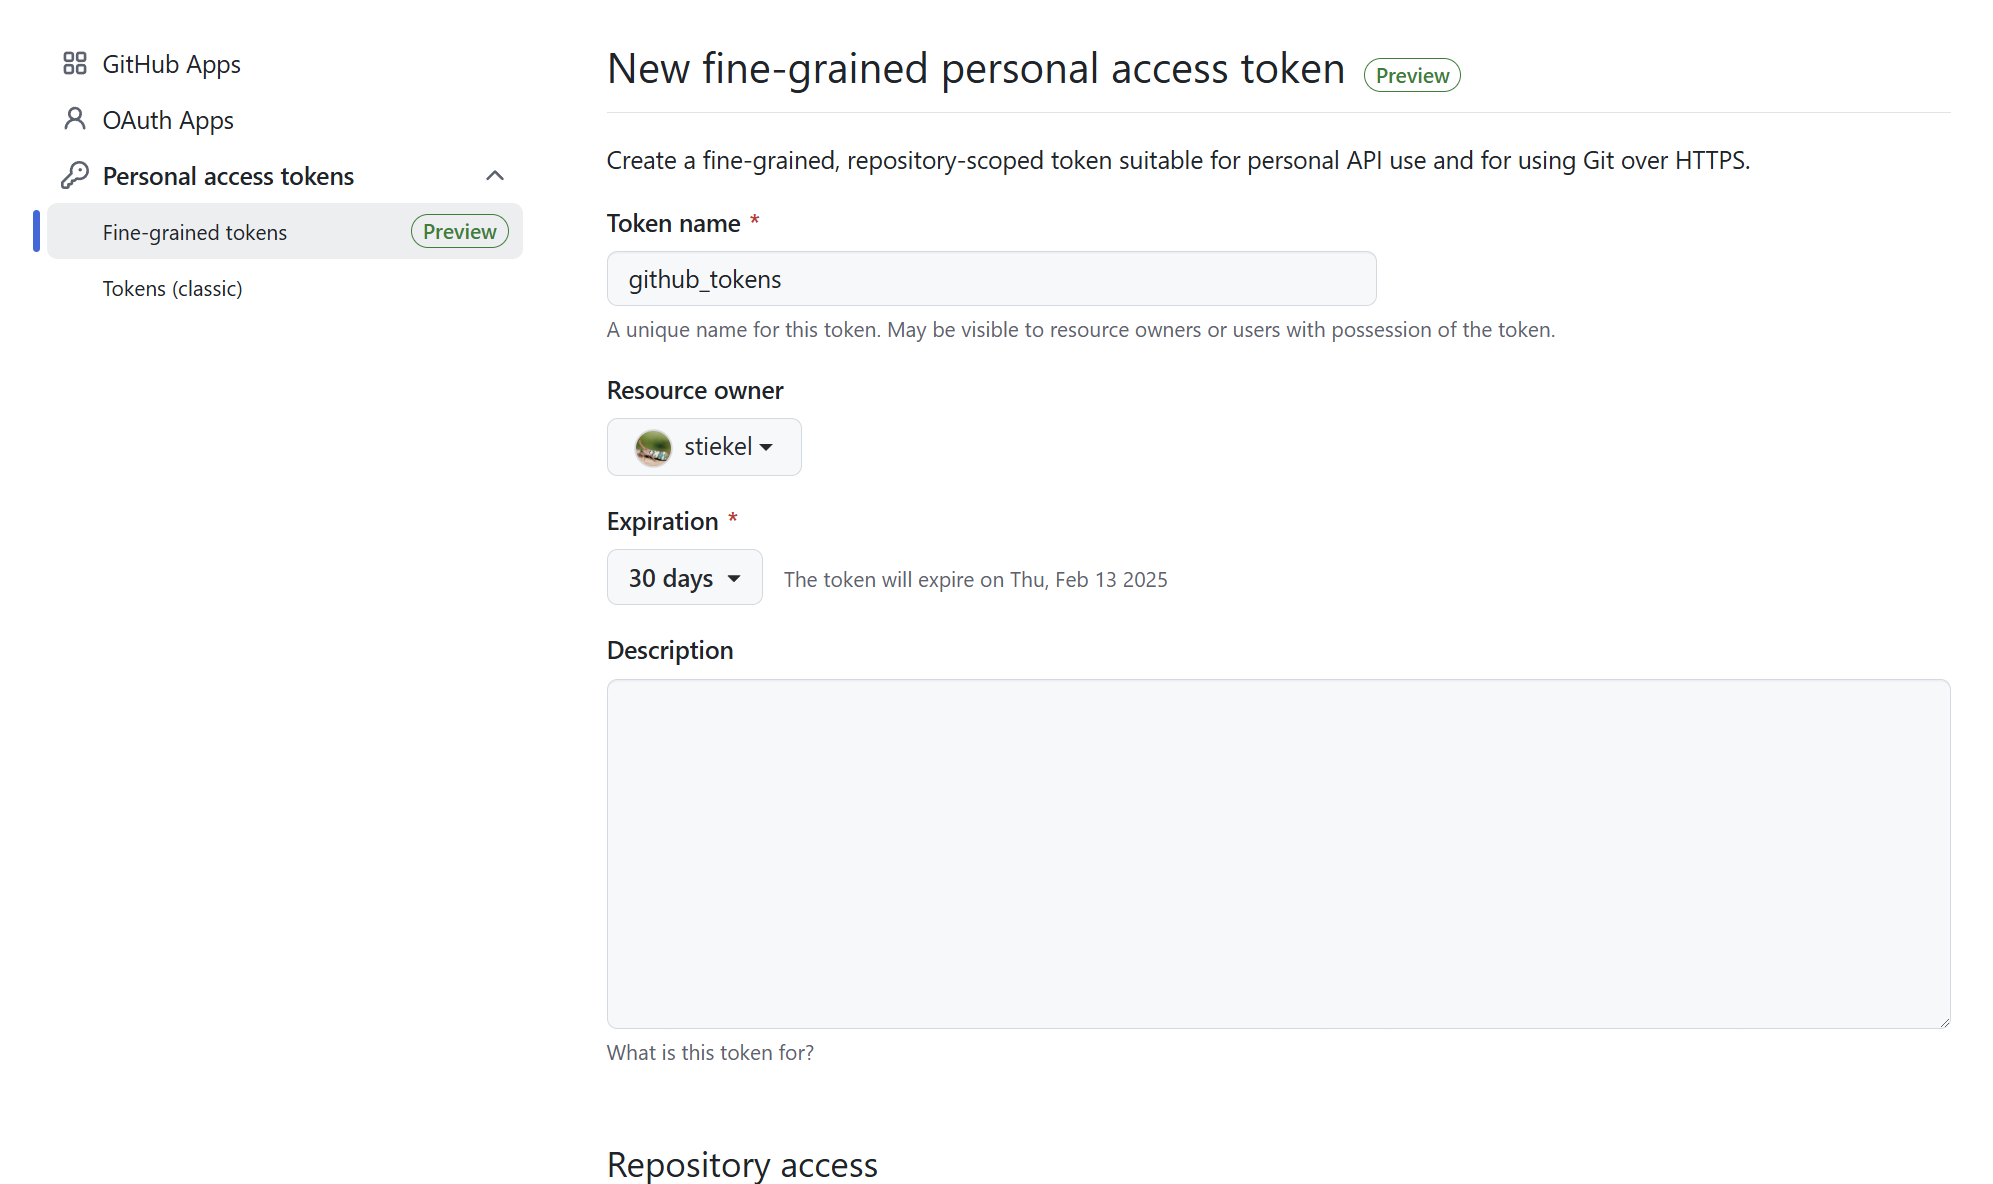 GitHub Apps
OAuth Apps
Personal access tokens
Fine-grained tokens Preview
Tokens (classic)
New fine-grained personal access token Preview
Create a fine-grained, repository-scoped token suitable for personal API use and for using Git over HTTPS.
Token name *
github_tokens
A unique name for this token. May be visible to resource owners or users with possession of the token.
Resource owner
stiekel
Expiration *
30 days The token will expire on Thu, Feb 13 2025
Description
What is this token for?
Repository access